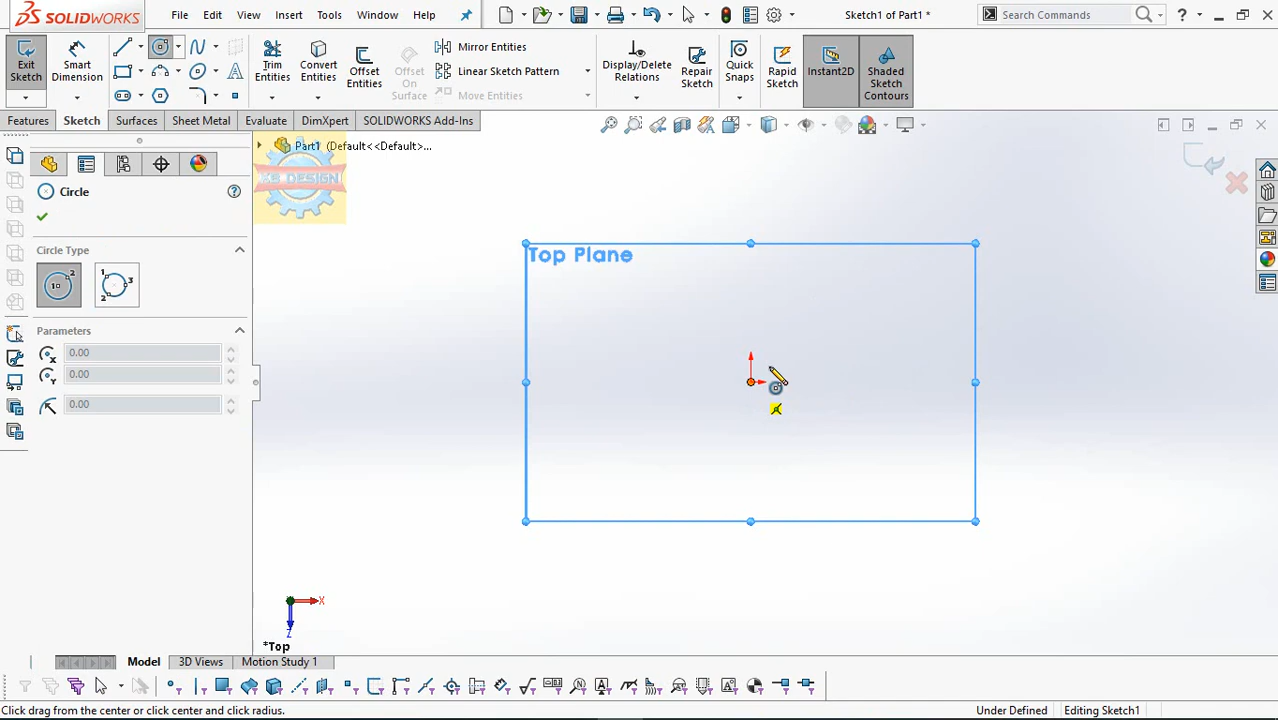 SOLIDWORKS
File
Edit
View
Insert
Tools
Window
Help
Sketch1 of Part1 *
Search Commands
?
Exit
Sketch
Smart
Dimension
Trim
Entities
Convert
Entities
Offset
Entities
Offset
On
Surface
Mirror Entities
Linear Sketch Pattern
Move Entities
Display/Delete
Relations
Repair
Sketch
Quick
Snaps
Rapid
Sketch
Instant2D
Shaded
Sketch
Contours
Features
Sketch
Surfaces
Sheet Metal
Evaluate
DimXpert
SOLIDWORKS Add-Ins
Part1 (Default<<Default>...
XS DESIGN
Circle
?
Circle Type
Parameters
0.00
0.00
0.00
Top Plane
X
Z
*Top
Model
3D Views
Motion Study 1
Click drag from the center or click center and click radius.
Under Defined
Editing Sketch1